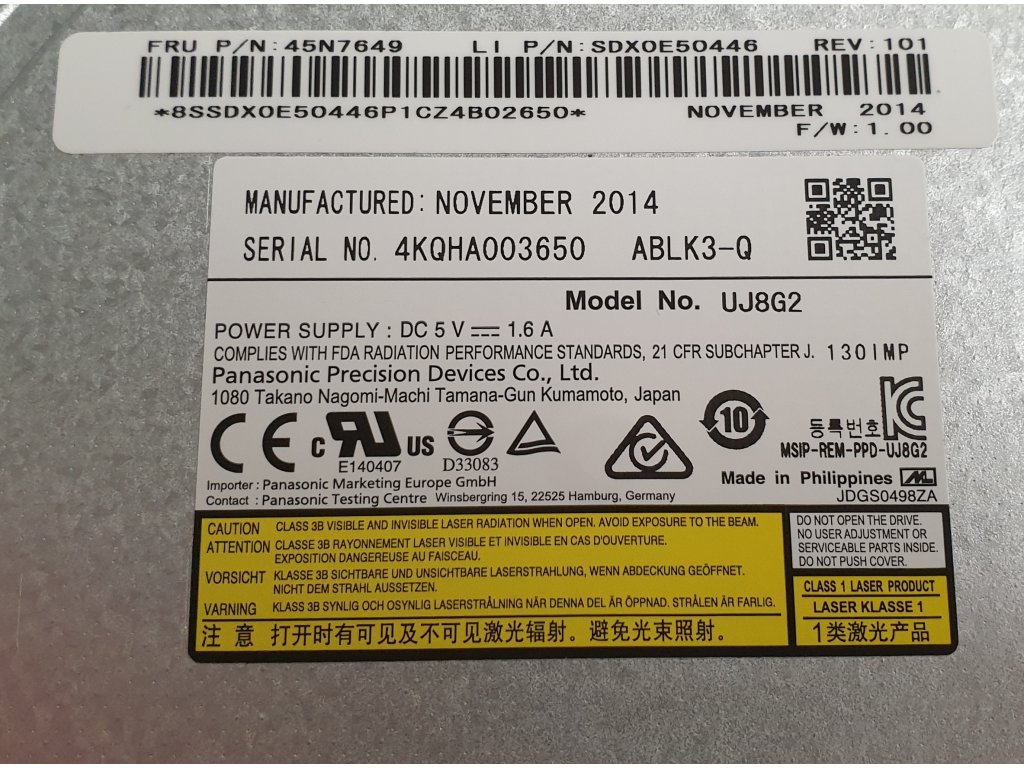 FRU P/N:45N7649 LI P/N:SDX0E50446 REV:101
*8SSDX0E50446P1CZ4B02650* NOVEMBER 2014
F/W:1.00
MANUFACTURED: NOVEMBER 2014
SERIAL NO. 4KQHA003650 ABLK3-Q
Model No. UJ8G2
POWER SUPPLY : DC 5 V ⎓ 1.6 A
COMPLIES WITH FDA RADIATION PERFORMANCE STANDARDS, 21 CFR SUBCHAPTER J. 1301MP
Panasonic Precision Devices Co., Ltd.
1080 Takano Nagomi-Machi Tamana-Gun Kumamoto, Japan
CE c RU US 10 KC
E140407 D33083
등록번호
MSIP-REM-PPD-UJ8G2
Importer : Panasonic Marketing Europe GmbH
Contact : Panasonic Testing Centre Winsbergring 15, 22525 Hamburg, Germany
Made in Philippines ML
JDGS0498ZA
CAUTION CLASS 3B VISIBLE AND INVISIBLE LASER RADIATION WHEN OPEN. AVOID EXPOSURE TO THE BEAM.
ATTENTION CLASSE 3B RAYONNEMENT LASER VISIBLE ET INVISIBLE EN CAS D'OUVERTURE.
EXPOSITION DANGEREUSE AU FAISCEAU.
VORSICHT KLASSE 3B SICHTBARE UND UNSICHTBARE LASERSTRAHLUNG, WENN ABDECKUNG GEÖFFNET.
NICHT DEM STRAHL AUSSETZEN.
VARNING KLASS 3B SYNLIG OCH OSYNLIG LASERSTRÅLNING NÄR DENNA DEL ÄR ÖPPNAD. STRÅLEN ÄR FARLIG.
注 意 打开时有可见及不可见激光辐射。避免光束照射。
DO NOT OPEN THE DRIVE.
NO USER ADJUSTMENT OR
SERVICEABLE PARTS INSIDE.
DO NOT PUSH COVER.
CLASS 1 LASER PRODUCT
LASER KLASSE 1
1类激光产品